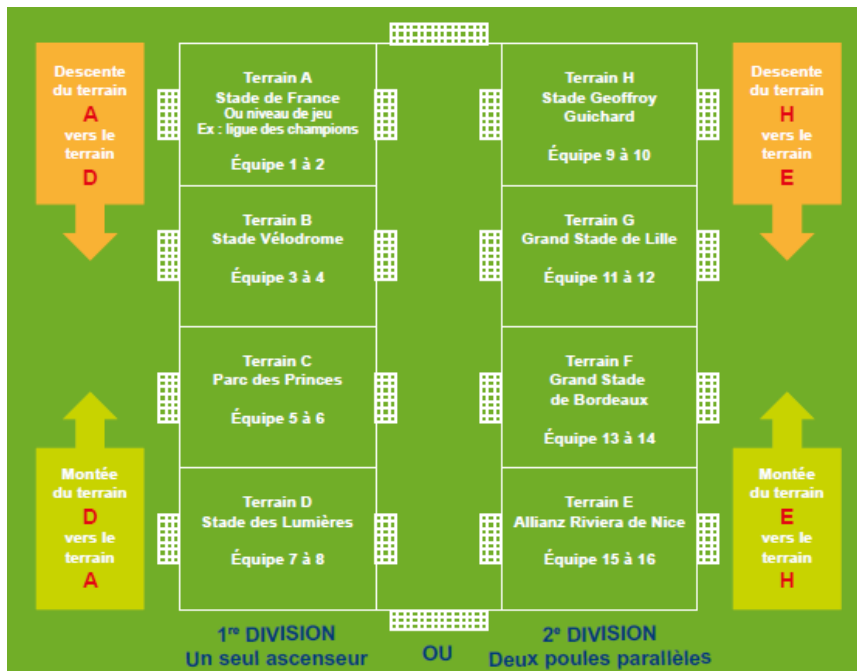 Descente
du terrain
A
vers le
terrain
D
Montée
du terrain
D
vers le
terrain
A
Terrain A
Stade de France
Ou niveau de jeu
Ex : ligue des champions
Équipe 1 à 2
Terrain B
Stade Vélodrome
Équipe 3 à 4
Terrain C
Parc des Princes
Équipe 5 à 6
Terrain D
Stade des Lumières
Équipe 7 à 8
Terrain H
Stade Geoffroy
Guichard
Équipe 9 à 10
Terrain G
Grand Stade de Lille
Équipe 11 à 12
Terrain F
Grand Stade
de Bordeaux
Équipe 13 à 14
Terrain E
Allianz Riviera de Nice
Équipe 15 à 16
Descente
du terrain
H
vers le
terrain
E
Montée
du terrain
E
vers le
terrain
H
1re DIVISION
Un seul ascenseur
OU
2e DIVISION
Deux poules parallèles